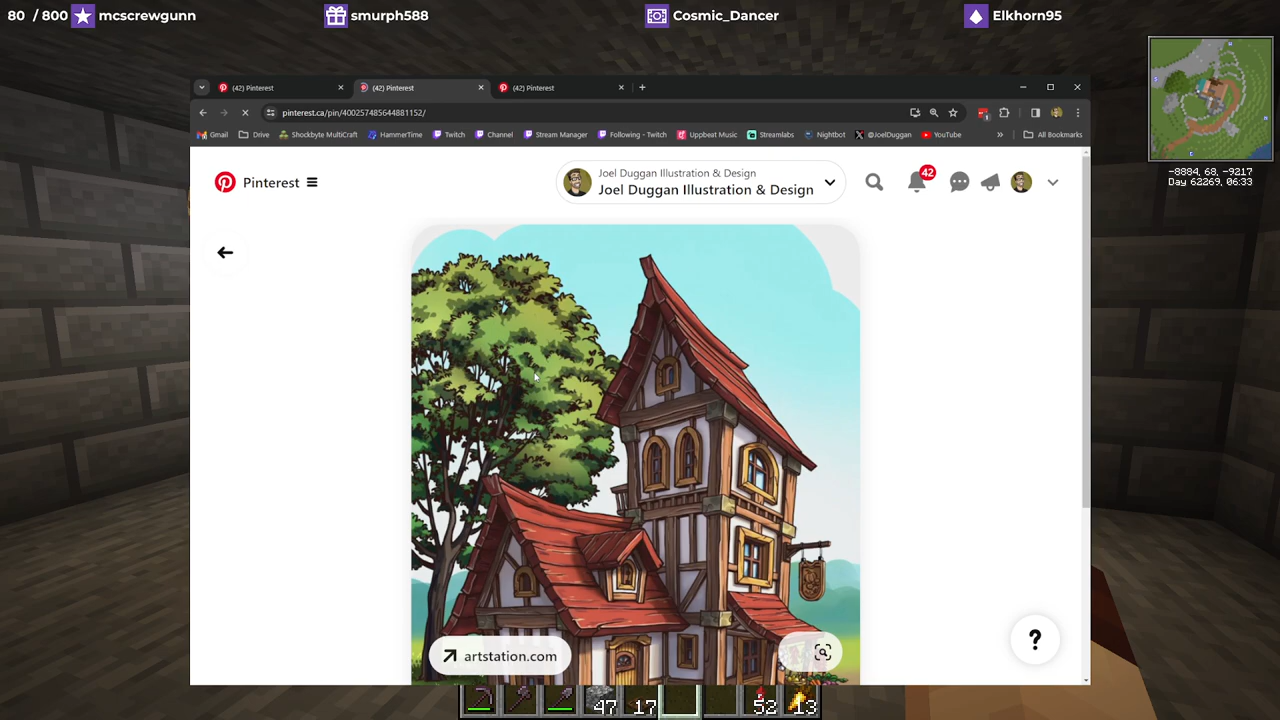 80 / 800 mcscrewgunn
smurph588
Cosmic_Dancer
Elkhorn95
(42) Pinterest
(42) Pinterest
(42) Pinterest
pinterest.ca/pin/400257485644881152/
Gmail Drive Shockbyte MultiCraft HammerTime Twitch Channel Stream Manager Following - Twitch Uppbeat Music Streamlabs Nightbot @JoelDuggan YouTube » All Bookmarks
Pinterest
Joel Duggan Illustration & Design
Joel Duggan Illustration & Design
42
-8884, 68, -9217
Day 62269, 06:33
artstation.com
?
47 17 52 13